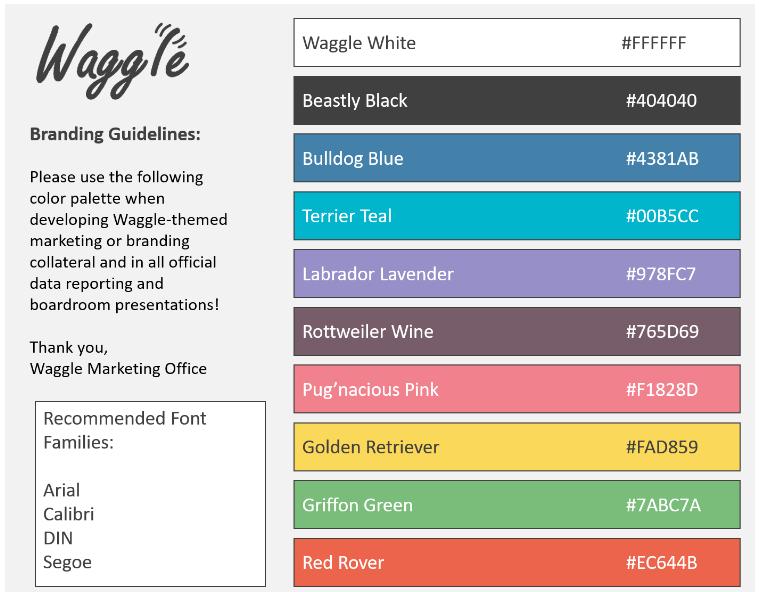 Waggle
Branding Guidelines:
Please use the following
color palette when
developing Waggle-themed
marketing or branding
collateral and in all official
data reporting and
boardroom presentations!
Thank you,
Waggle Marketing Office
Recommended Font
Families:
Arial
Calibri
DIN
Segoe
Waggle White #FFFFFF
Beastly Black #404040
Bulldog Blue #4381AB
Terrier Teal #00B5CC
Labrador Lavender #978FC7
Rottweiler Wine #765D69
Pug’nacious Pink #F1828D
Golden Retriever #FAD859
Griffon Green #7ABC7A
Red Rover #EC644B